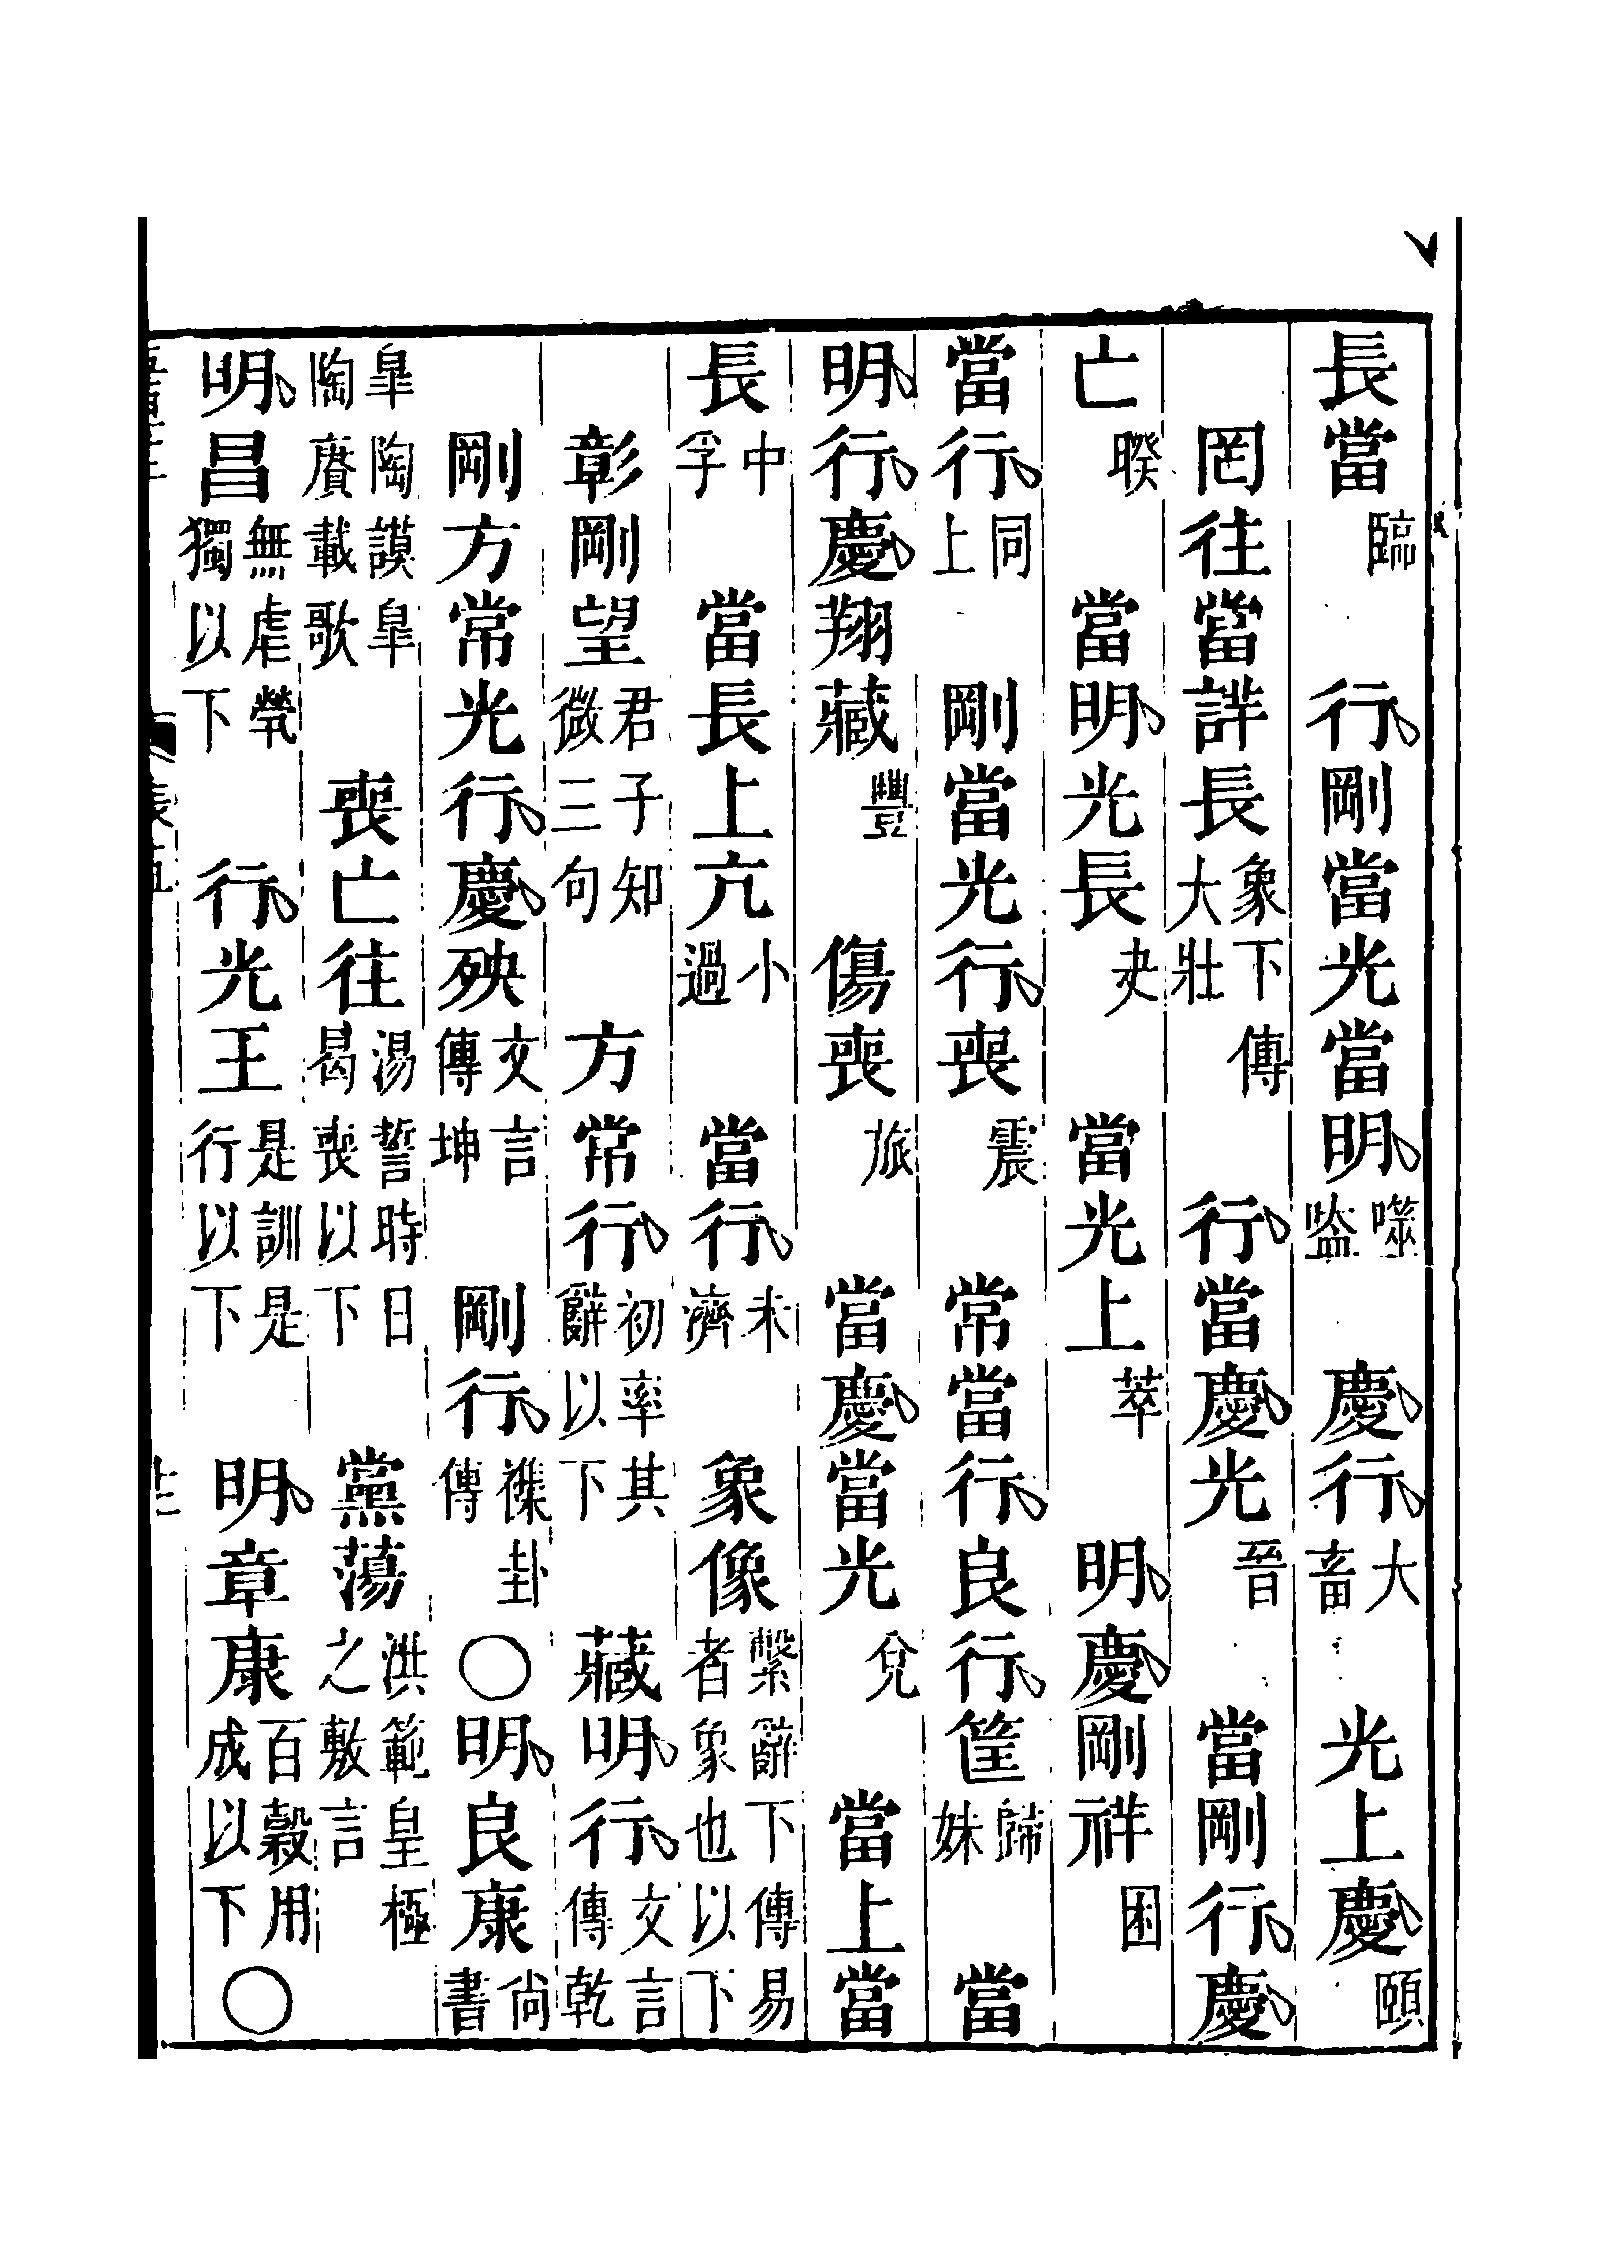 長當臨　行剛當光當明噬嗑　慶行大畜　光上慶頤
罔往當詳長象下傳大壯　行當慶光晉　當剛行慶
亡睽　當明光長夬　當光上萃　明慶剛祥困
當行同上　剛當光行喪震　常當行良行筐歸妹　當
明行慶翔藏豐　傷喪旅　當慶當光兌　當上當
長中孚　當長上亢小過　當行未濟　象像繫辭下傳易者象也以下
彰剛望君子知微三句　方常行初率其辭以下　藏明行文言傳乾
剛方常光行慶殃文言傳坤　剛行襍卦傳〇明良康尚書
皐陶謨皐陶賡載歌　喪亡往湯誓時日曷喪以下　黨蕩洪範皇極之敷言
明昌無虐煢獨以下　行光王是訓是行以下　明章康百穀用成以下〇